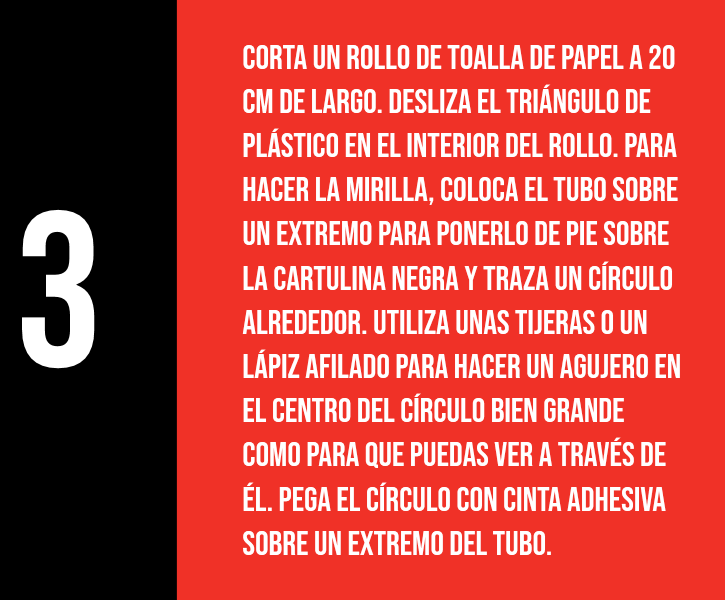 3
CORTA UN ROLLO DE TOALLA DE PAPEL A 20
CM DE LARGO. DESLIZA EL TRIÁNGULO DE
PLÁSTICO EN EL INTERIOR DEL ROLLO. PARA
HACER LA MIRILLA, COLOCA EL TUBO SOBRE
UN EXTREMO PARA PONERLO DE PIE SOBRE
LA CARTULINA NEGRA Y TRAZA UN CÍRCULO
ALREDEDOR. UTILIZA UNAS TIJERAS O UN
LÁPIZ AFILADO PARA HACER UN AGUJERO EN
EL CENTRO DEL CÍRCULO BIEN GRANDE
COMO PARA QUE PUEDAS VER A TRAVÉS DE
ÉL. PEGA EL CÍRCULO CON CINTA ADHESIVA
SOBRE UN EXTREMO DEL TUBO.